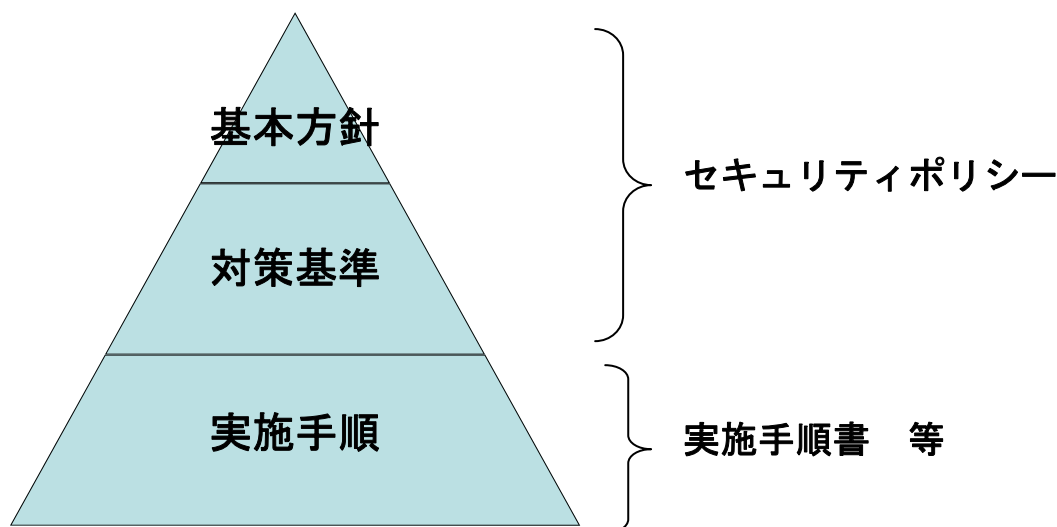 基本方針
対策基準
実施手順
セキュリティポリシー
実施手順書　等